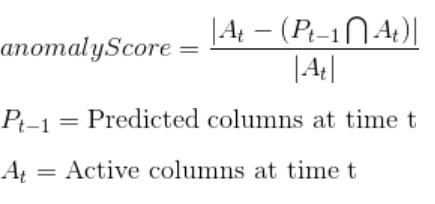 anomalyScore = |A_t − (P_{t−1} ⋂ A_t)| / |A_t|
P_{t−1} = Predicted columns at time t
A_t = Active columns at time t